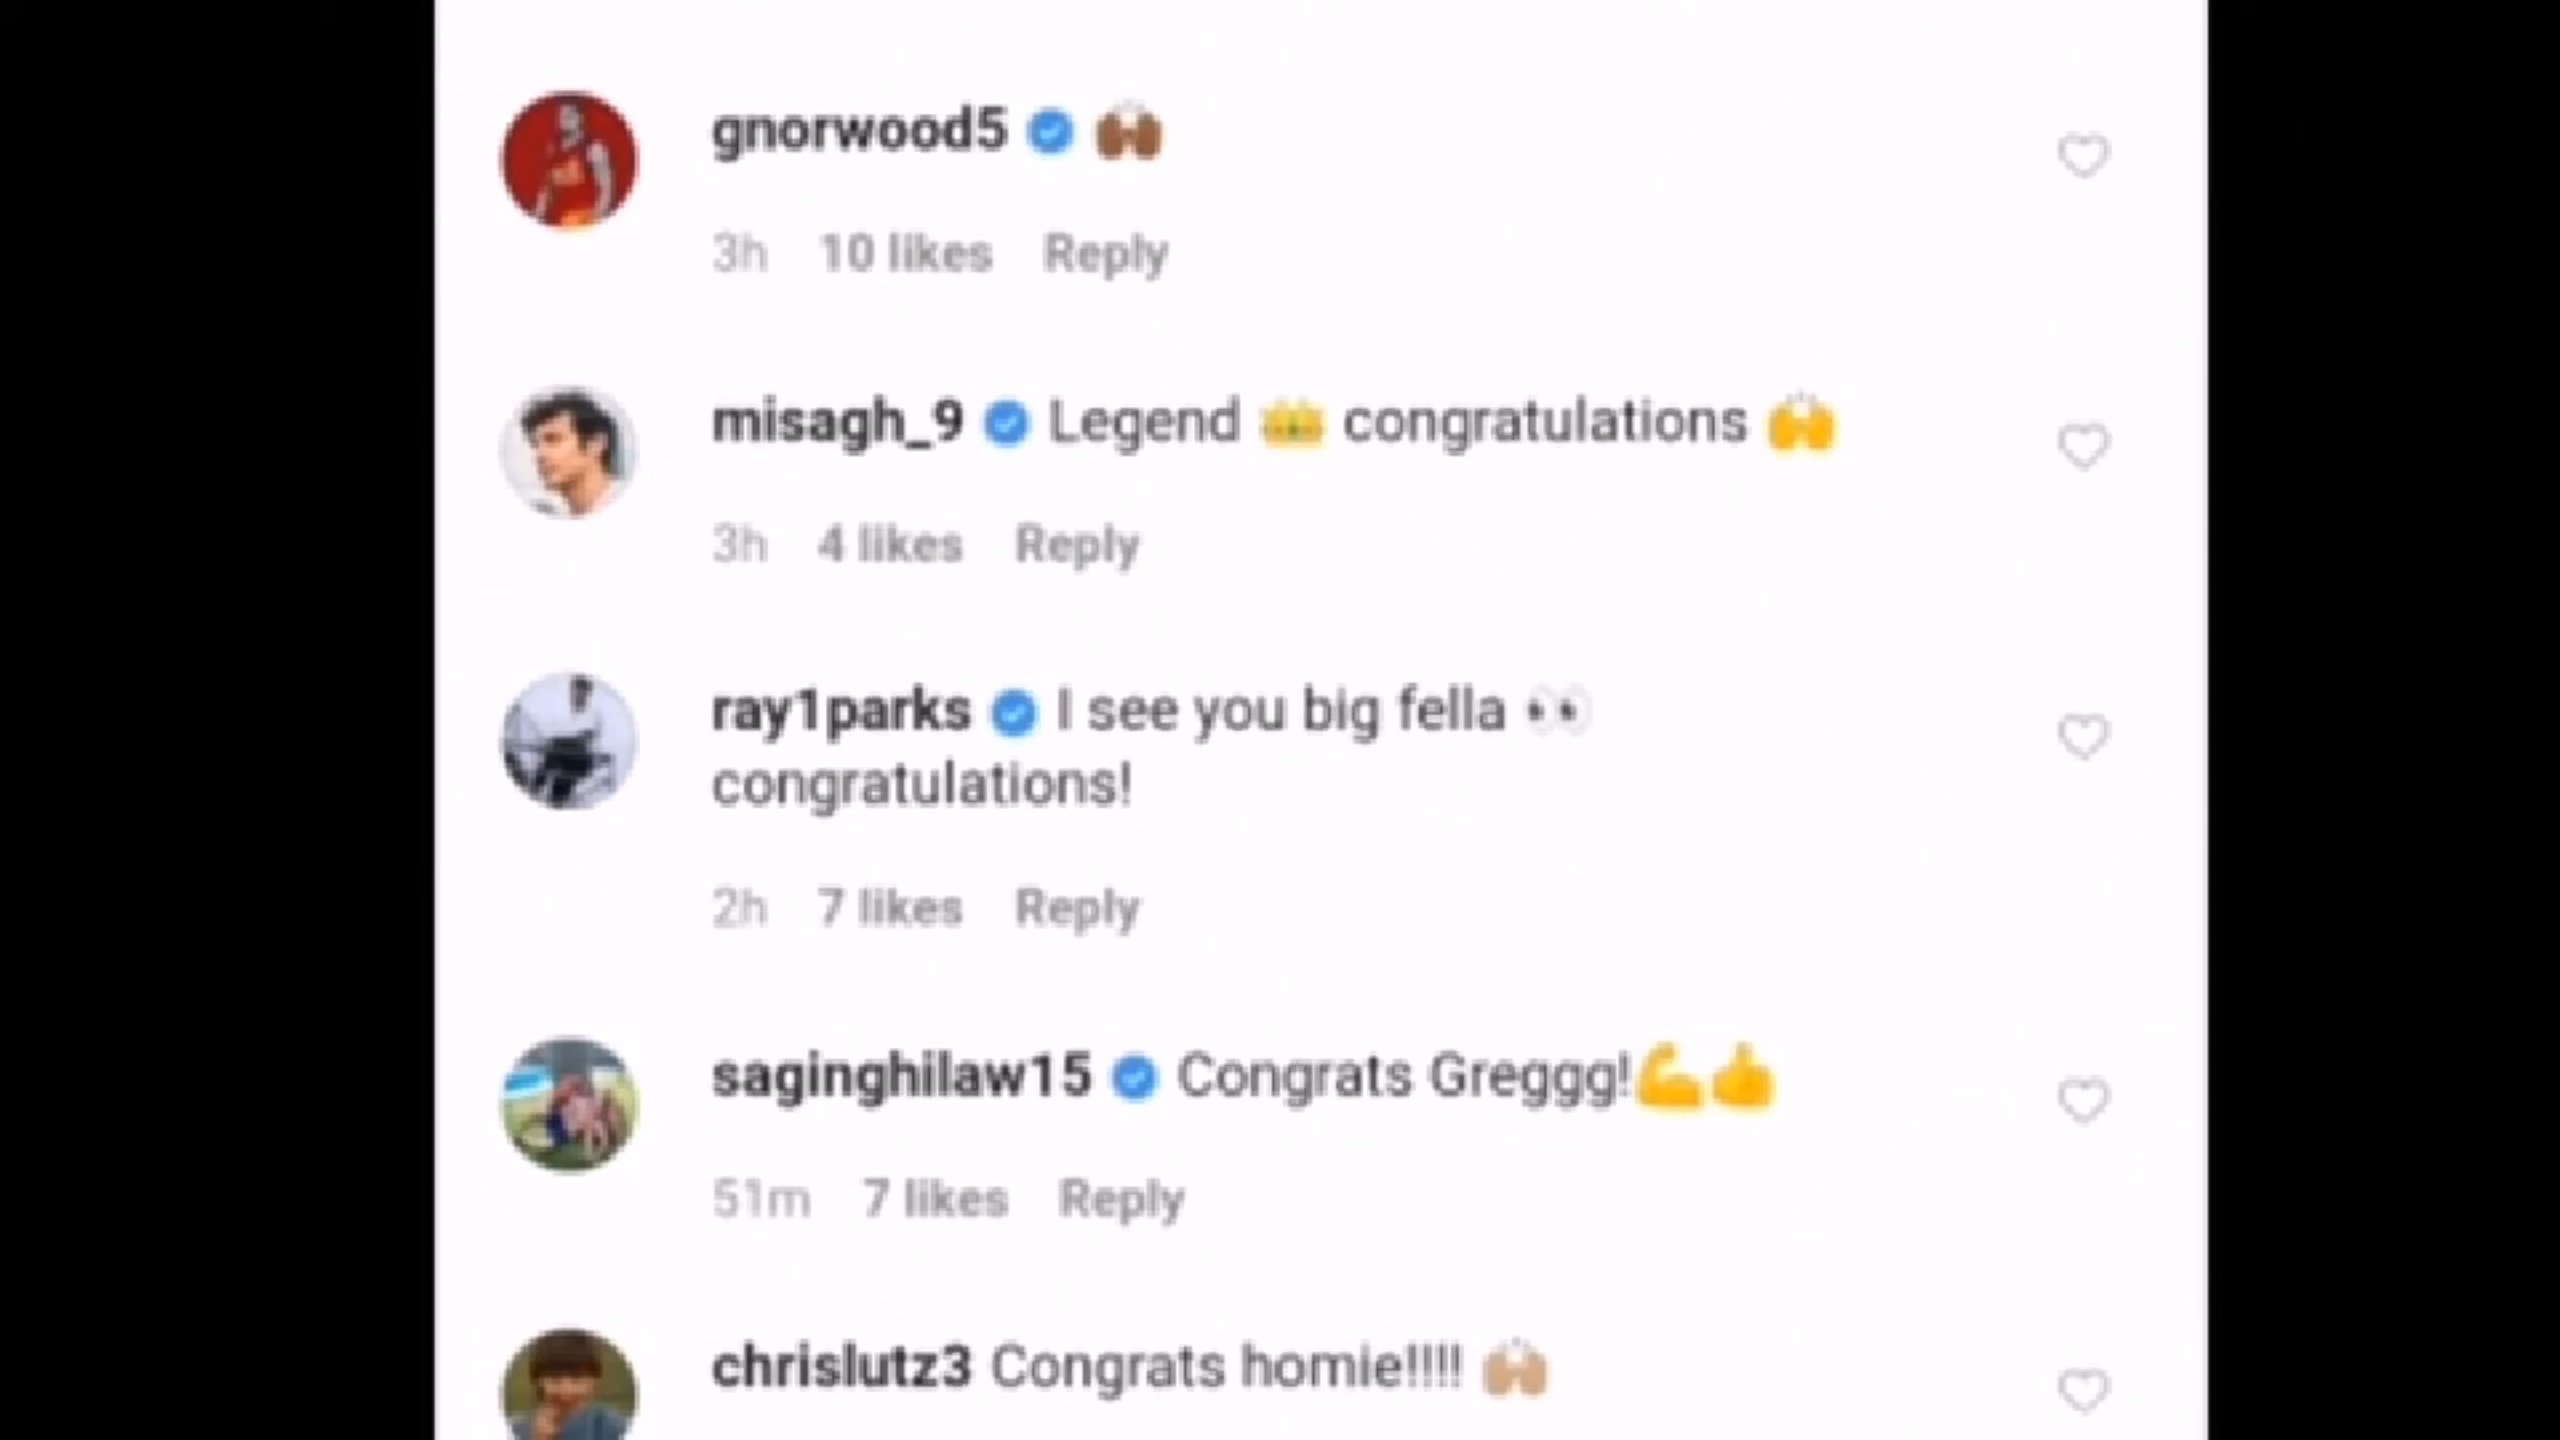 gnorwood5 🙌🏾
3h 10 likes Reply
misagh_9 Legend 👑 congratulations 🙌
3h 4 likes Reply
ray1parks I see you big fella 👀
congratulations!
2h 7 likes Reply
saginghilaw15 Congrats Greggg!💪👍
51m 7 likes Reply
chrislutz3 Congrats homie!!!! 🙌🏼